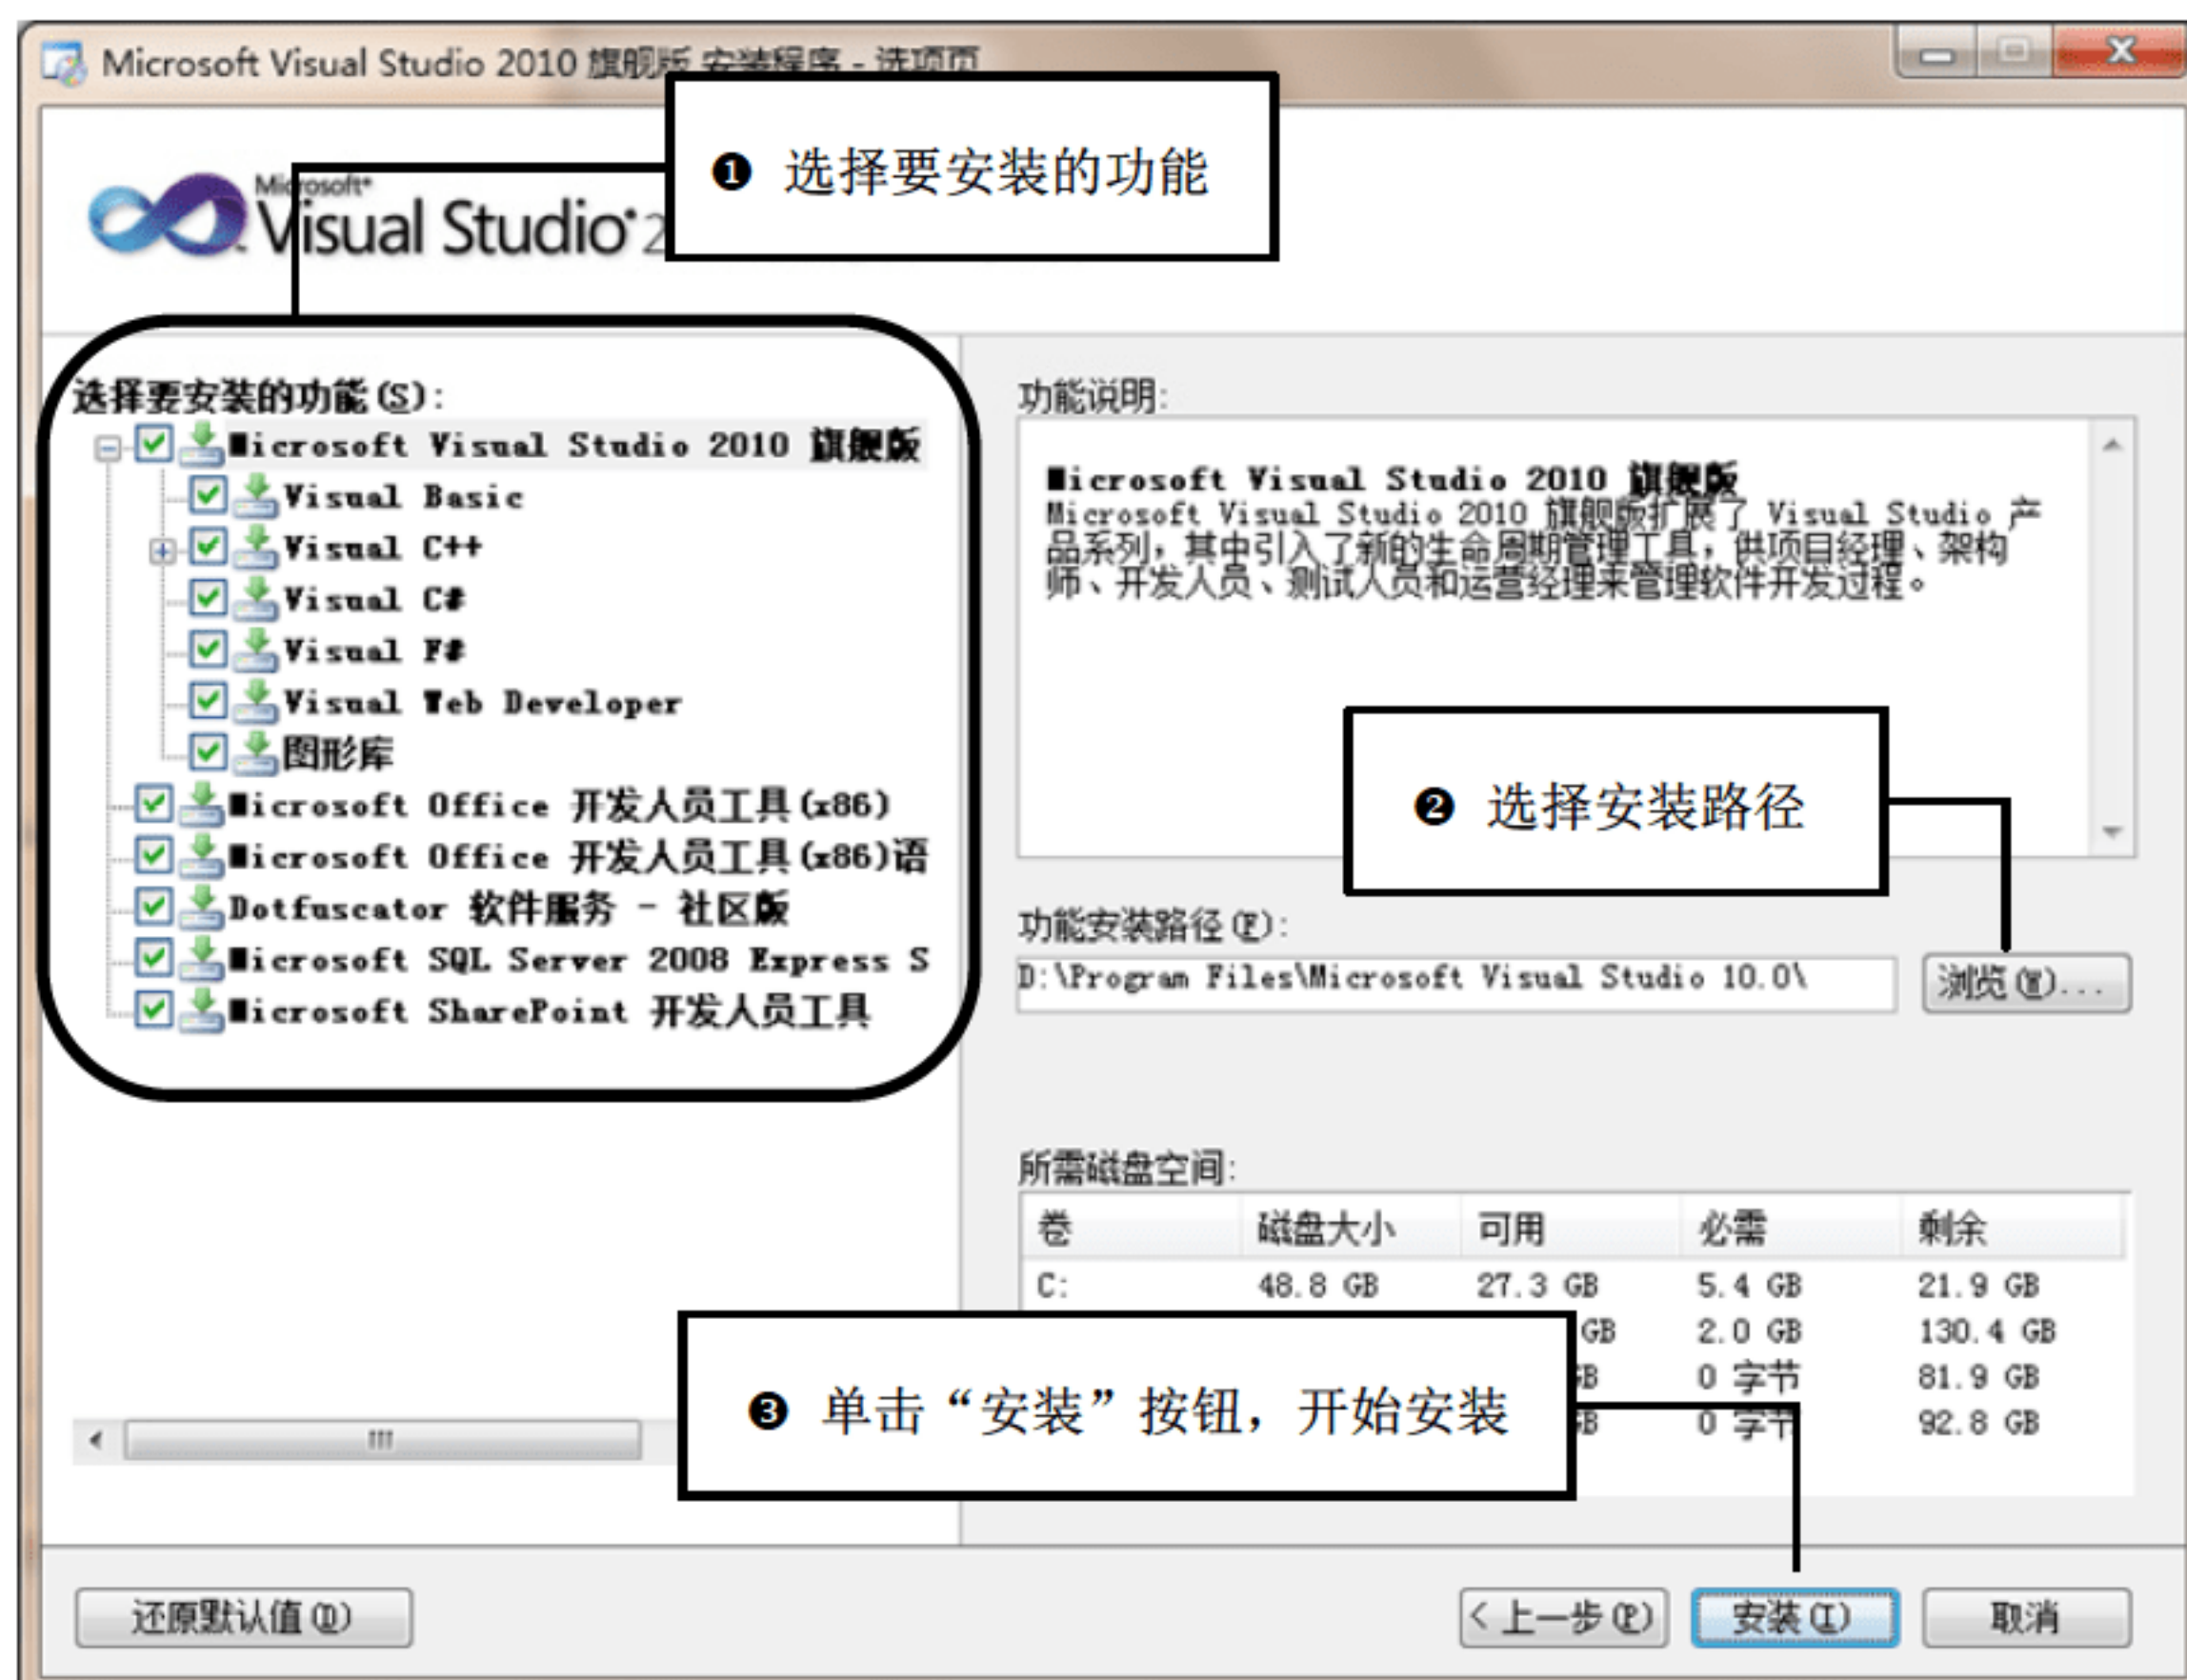 Microsoft Visual Studio 2010 旗舰版 安装程序 - 选项页
❶ 选择要安装的功能
Microsoft®
Visual Studio® 2
选择要安装的功能(S):
Microsoft Visual Studio 2010 旗舰版
Visual Basic
Visual C++
Visual C#
Visual F#
Visual Web Developer
图形库
Microsoft Office 开发人员工具(x86)
Microsoft Office 开发人员工具(x86)语
Dotfuscator 软件服务 - 社区版
Microsoft SQL Server 2008 Express S
Microsoft SharePoint 开发人员工具
功能说明:
Microsoft Visual Studio 2010 旗舰版
Microsoft Visual Studio 2010 旗舰版扩展了 Visual Studio 产
品系列，其中引入了新的生命周期管理工具，供项目经理、架构
师、开发人员、测试人员和运营经理来管理软件开发过程。
❷ 选择安装路径
功能安装路径(F):
D:\Program Files\Microsoft Visual Studio 10.0\
浏览(W)...
所需磁盘空间:
卷 磁盘大小 可用 必需 剩余
C: 48.8 GB 27.3 GB 5.4 GB 21.9 GB
GB 2.0 GB 130.4 GB
GB 0 字节 81.9 GB
GB 0 字节 92.8 GB
❸ 单击“安装”按钮，开始安装
还原默认值(D)
< 上一步(P)
安装(I)
取消